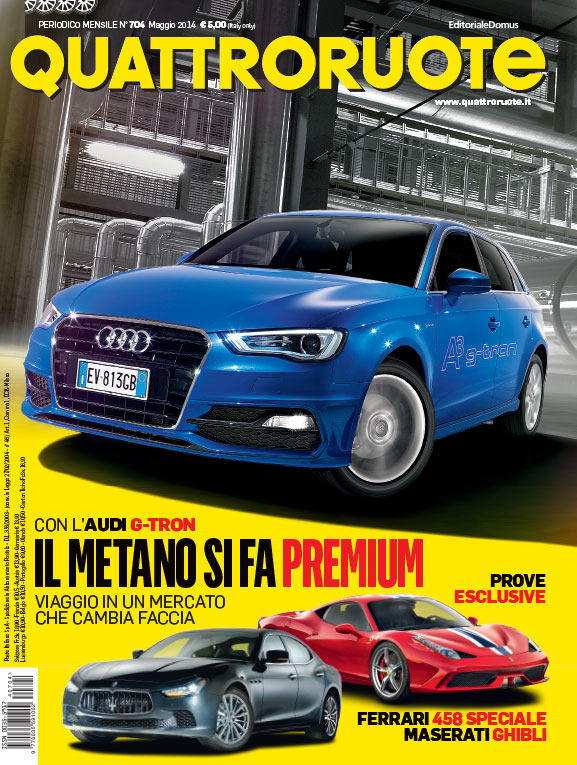 PERIODICO MENSILE N° 704 Maggio 2014 € 5,00 (Italy only)
EditorialeDomus
QUATTRORUOTe
www.quattroruote.it
A3 g-tron
EV 813GB
CON L'AUDI G-TRON
IL METANO SI FA PREMIUM
VIAGGIO IN UN MERCATO
CHE CAMBIA FACCIA
PROVE
ESCLUSIVE
FERRARI 458 SPECIALE
MASERATI GHIBLI
40704